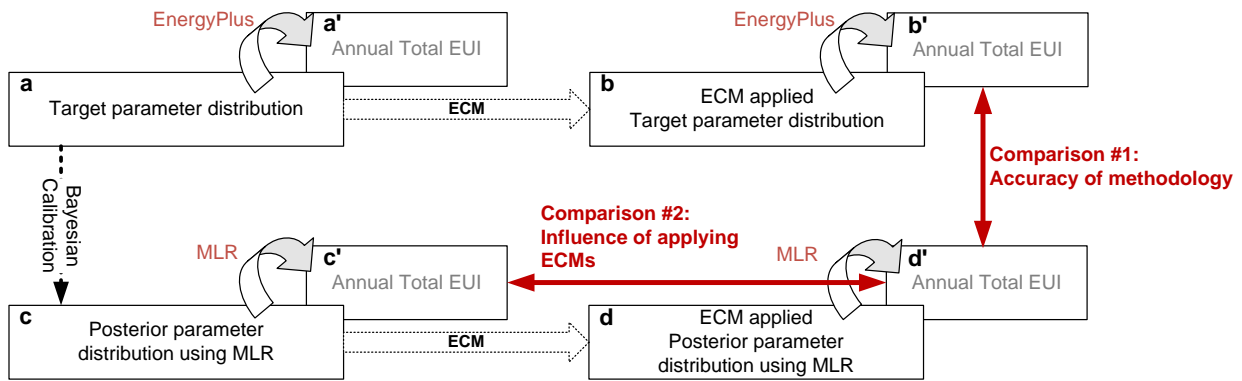 EnergyPlus
a'
Annual Total EUI
a
Target parameter distribution
ECM
EnergyPlus
b'
Annual Total EUI
b
ECM applied
Target parameter distribution
Comparison #1:
Accuracy of methodology
Bayesian
Calibration
Comparison #2:
Influence of applying
ECMs
MLR
c'
Annual Total EUI
c
Posterior parameter
distribution using MLR
ECM
MLR
d'
Annual Total EUI
d
ECM applied
Posterior parameter
distribution using MLR